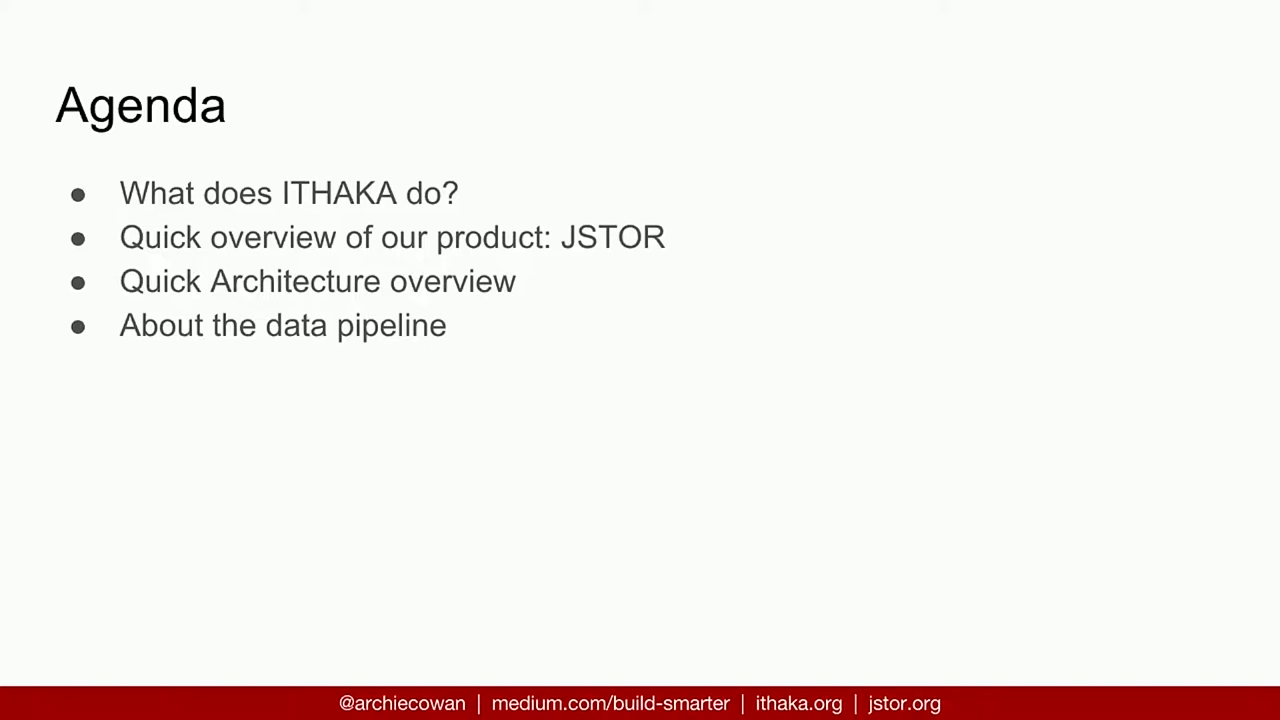 Agenda
● What does ITHAKA do?
● Quick overview of our product: JSTOR
● Quick Architecture overview
● About the data pipeline
@archiecowan | medium.com/build-smarter | ithaka.org | jstor.org